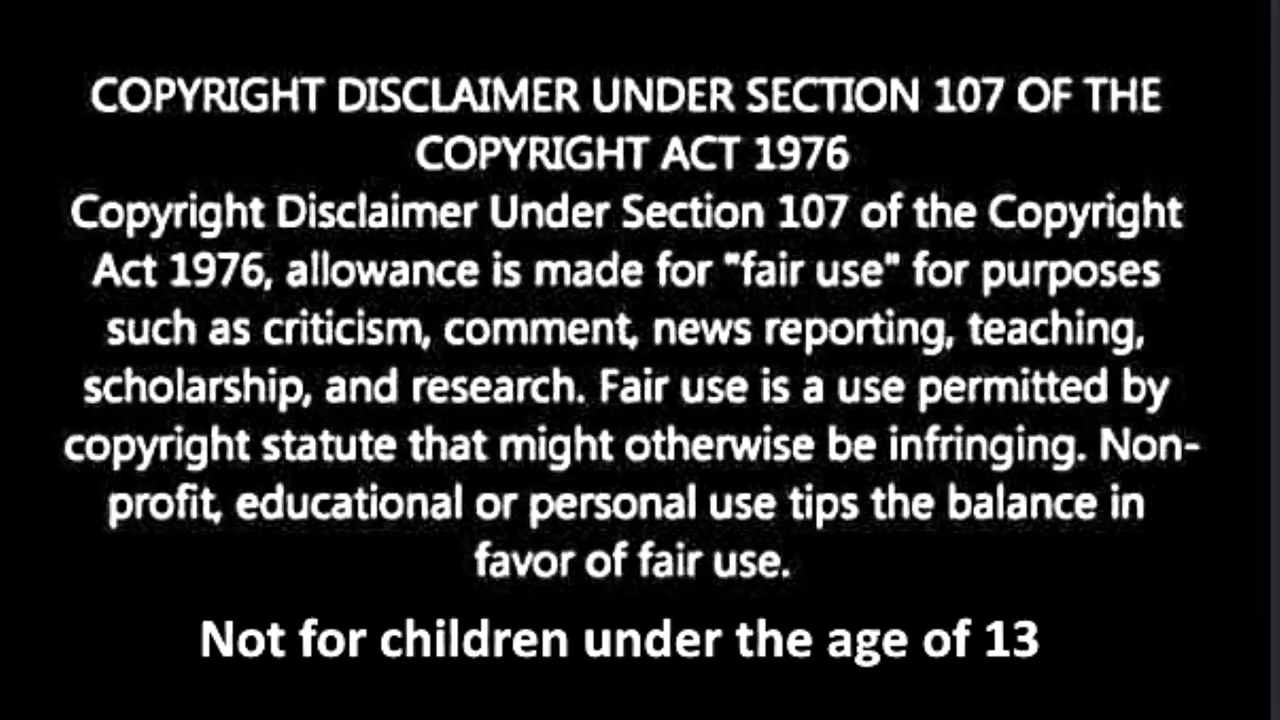 COPYRIGHT DISCLAIMER UNDER SECTION 107 OF THE
COPYRIGHT ACT 1976
Copyright Disclaimer Under Section 107 of the Copyright
Act 1976, allowance is made for "fair use" for purposes
such as criticism, comment, news reporting, teaching,
scholarship, and research. Fair use is a use permitted by
copyright statute that might otherwise be infringing. Non-
profit, educational or personal use tips the balance in
favor of fair use.
Not for children under the age of 13